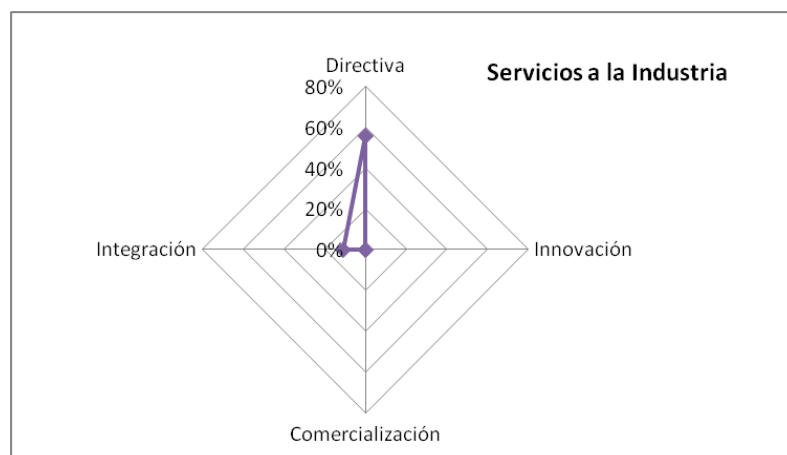 Directiva
Servicios a la Industria
80%
60%
40%
20%
0%
Integración
Innovación
Comercialización